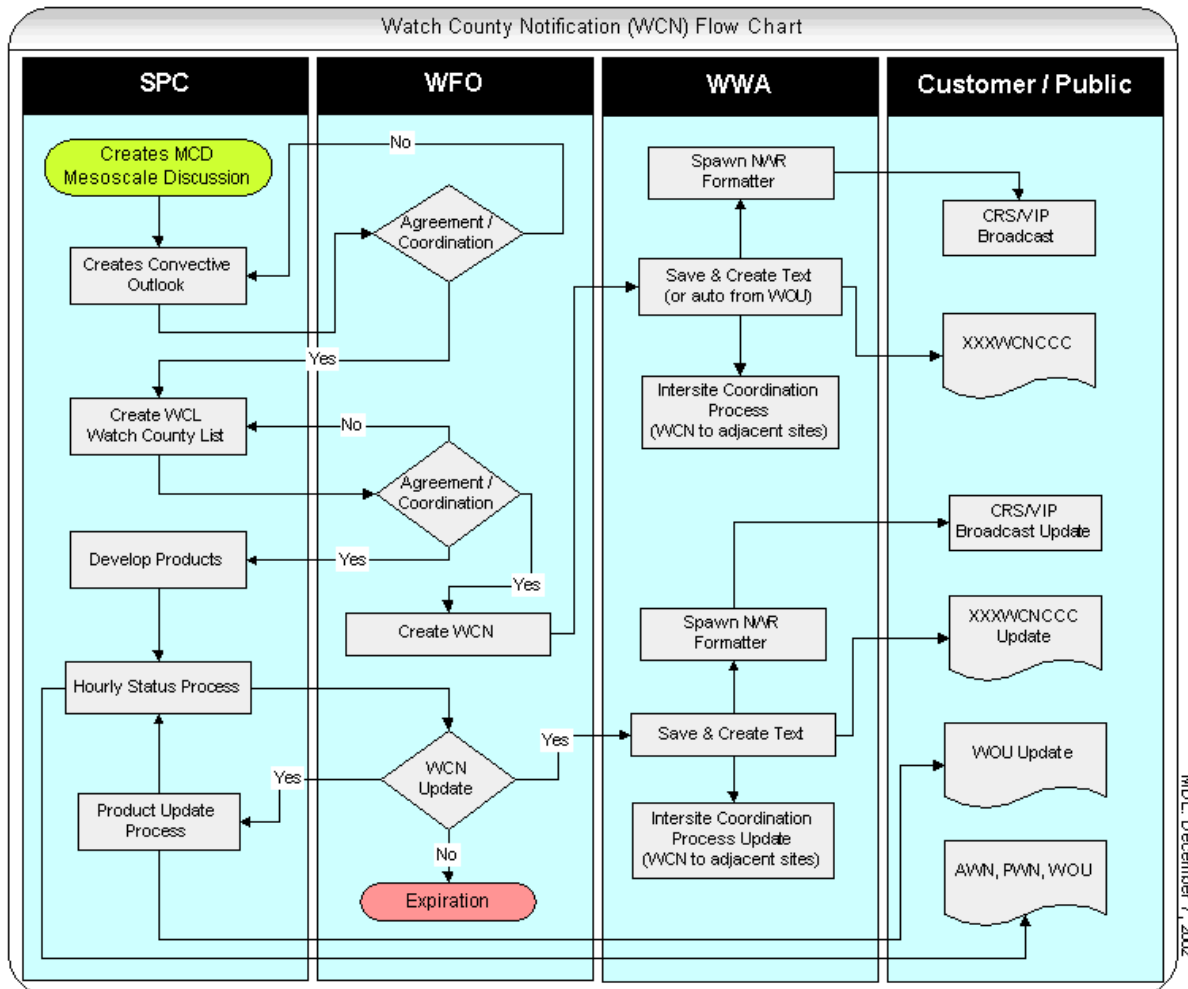 Watch County Notification (WCN) Flow Chart
SPC
WFO
WWA
Customer / Public
Creates MCD
Mesoscale Discussion
No
Agreement /
Coordination
Creates Convective
Outlook
Yes
Create WCL
Watch County List
No
Agreement /
Coordination
Develop Products
Yes
Yes
Create WCN
Hourly Status Process
WCN
Update
Yes
Yes
Product Update
Process
No
Expiration
Spawn NWR
Formatter
Save & Create Text
(or auto from WOU)
Intersite Coordination
Process
(WCN to adjacent sites)
Spawn NWR
Formatter
Save & Create Text
Intersite Coordination
Process Update
(WCN to adjacent sites)
CRS/VIP
Broadcast
XXXWCNCCC
CRS/VIP
Broadcast Update
XXXWCNCCC
Update
WOU Update
AWN, PWN, WOU
MDL: December 7, 2002